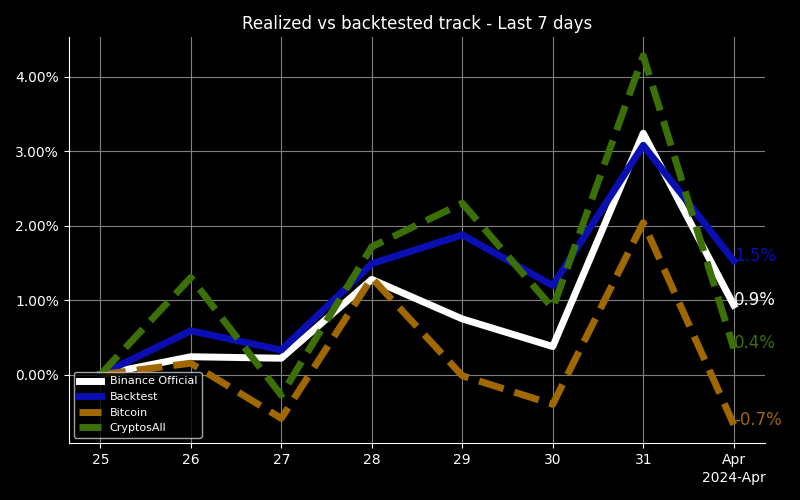 Realized vs backtested track - Last 7 days
4.00%
3.00%
2.00%
1.00%
0.00%
1.5%
0.9%
0.4%
-0.7%
Binance Official
Backtest
Bitcoin
CryptosAll
25 26 27 28 29 30 31 Apr
2024-Apr